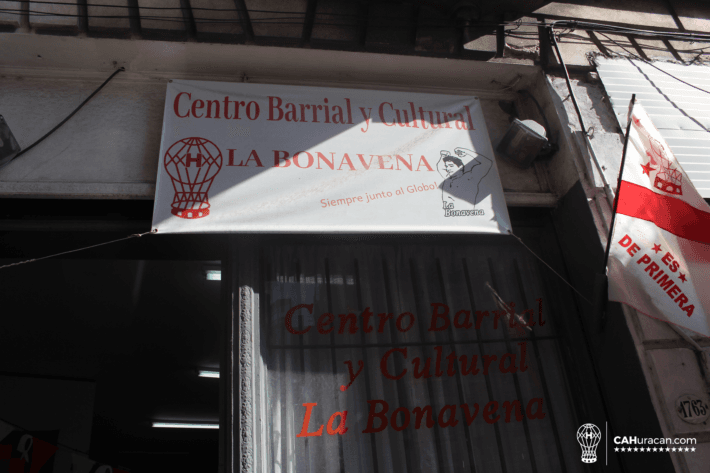 Centro Barrial y Cultural
H LA BONAVENA
Siempre junto al Globo!
La
Bonavena
ES
DE PRIMERA
Centro Barrial
y Cultural
La Bonavena
1763
H CAHuracan.com